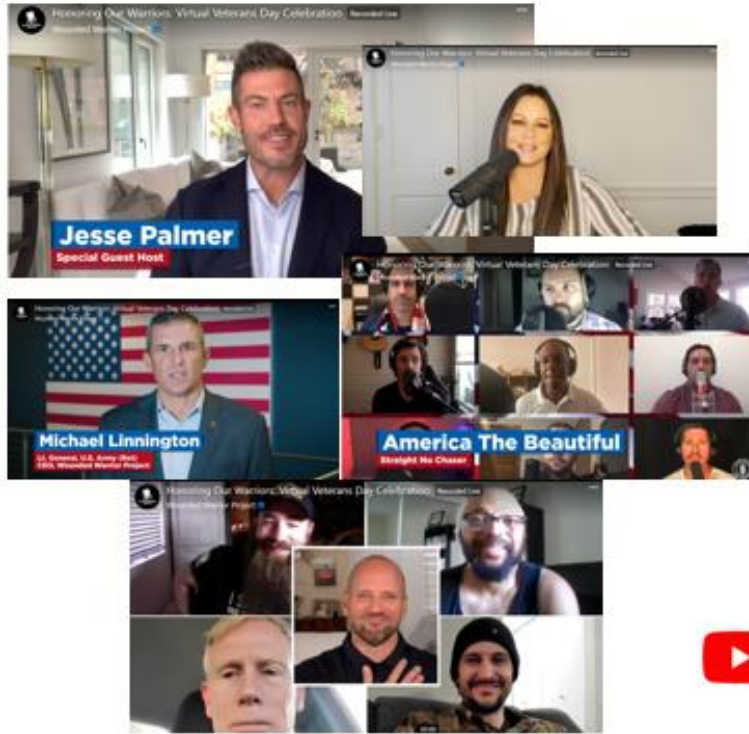 Honoring Our Warriors: Virtual Veterans Day Celebration Recorded Live
Wounded Warrior Project
Jesse Palmer
Special Guest Host
Honoring Our Warriors: Virtual Veterans Day Celebration Recorded Live
Wounded Warrior Project
Honoring Our Warriors: Virtual Veterans Day Celebration Recorded Live
America The Beautiful
Straight No Chaser
Honoring Our Warriors: Virtual Veterans Day Celebration
Michael Linnington
Lt. General, U.S. Army (Ret)
CEO, Wounded Warrior Project
Honoring Our Warriors: Virtual Veterans Day Celebration Recorded Live
Wounded Warrior Project